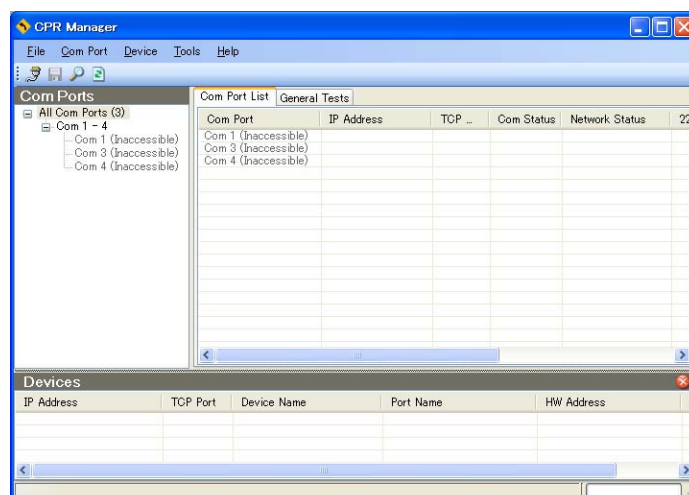 CPR Manager
File Com Port Device Tools Help
Com Ports
All Com Ports (3)
Com 1 - 4
Com 1 (Inaccessible)
Com 3 (Inaccessible)
Com 4 (Inaccessible)
Com Port List General Tests
Com Port IP Address TCP ... Com Status Network Status 22
Com 1 (Inaccessible)
Com 3 (Inaccessible)
Com 4 (Inaccessible)
Devices
IP Address TCP Port Device Name Port Name HW Address